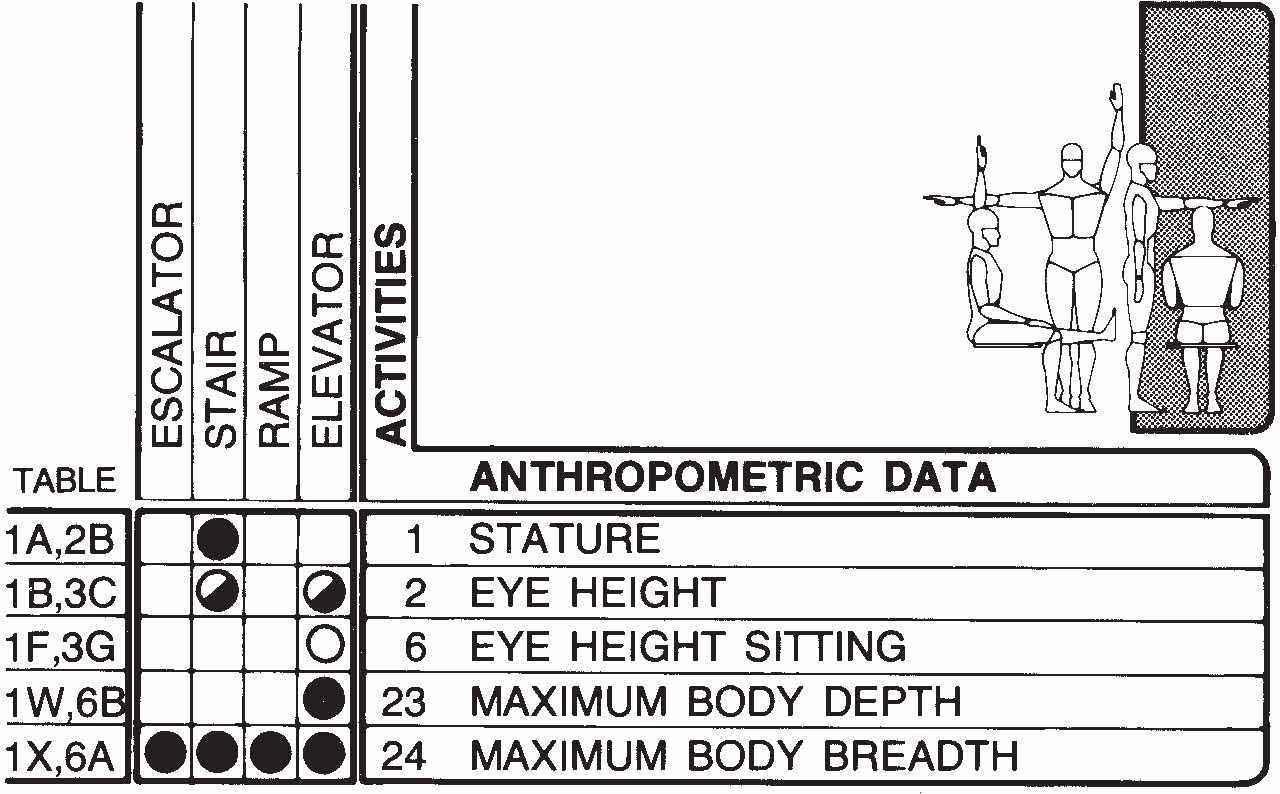 ESCALATOR
STAIR
RAMP
ELEVATOR
ACTIVITIES
TABLE ANTHROPOMETRIC DATA
1A,2B 1 STATURE
1B,3C 2 EYE HEIGHT
1F,3G 6 EYE HEIGHT SITTING
1W,6B 23 MAXIMUM BODY DEPTH
1X,6A 24 MAXIMUM BODY BREADTH